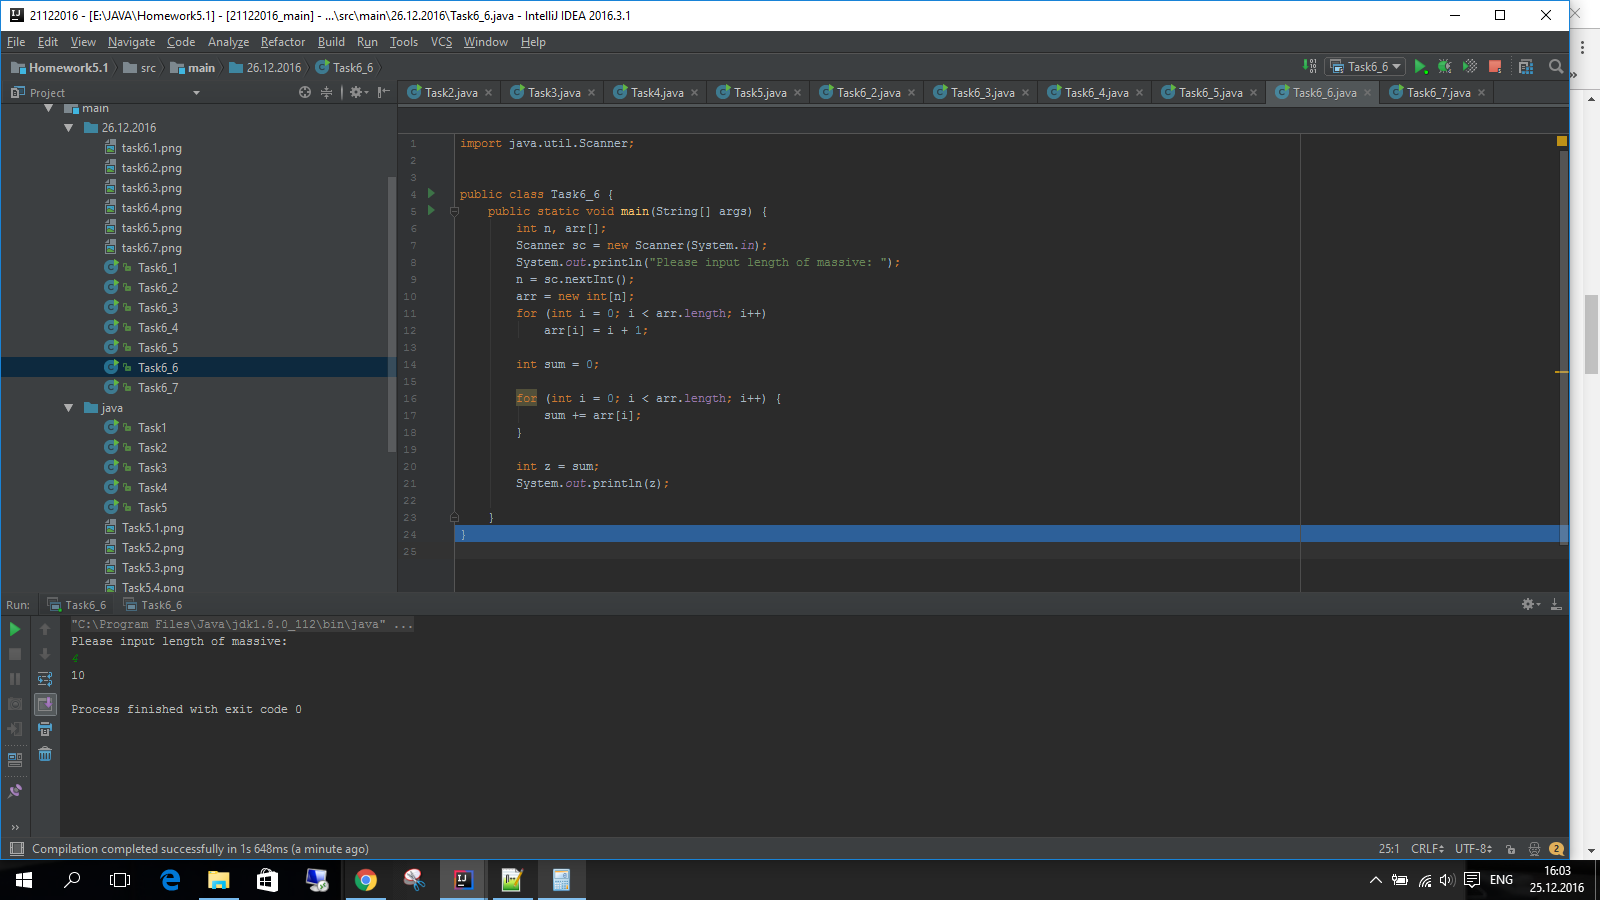 21122016 - [E:\JAVA\Homework5.1] - [21122016_main] - ...\src\main\26.12.2016\Task6_6.java - IntelliJ IDEA 2016.3.1
File Edit View Navigate Code Analyze Refactor Build Run Tools VCS Window Help
Homework5.1 src main 26.12.2016 Task6_6
Task6_6
Project
Task2.java Task3.java Task4.java Task5.java Task6_2.java Task6_3.java Task6_4.java Task6_5.java Task6_6.java Task6_7.java
main
26.12.2016
task6.1.png
task6.2.png
task6.3.png
task6.4.png
task6.5.png
task6.7.png
Task6_1
Task6_2
Task6_3
Task6_4
Task6_5
Task6_6
Task6_7
java
Task1
Task2
Task3
Task4
Task5
Task5.1.png
Task5.2.png
Task5.3.png
Task5.4.png
1 import java.util.Scanner;
2
3
4 public class Task6_6 {
5 public static void main(String[] args) {
6 int n, arr[];
7 Scanner sc = new Scanner(System.in);
8 System.out.println("Please input length of massive: ");
9 n = sc.nextInt();
10 arr = new int[n];
11 for (int i = 0; i < arr.length; i++)
12 arr[i] = i + 1;
13
14 int sum = 0;
15
16 for (int i = 0; i < arr.length; i++) {
17 sum += arr[i];
18 }
19
20 int z = sum;
21 System.out.println(z);
22
23 }
24 }
25
Run: Task6_6 Task6_6
"C:\Program Files\Java\jdk1.8.0_112\bin\java" ...
Please input length of massive:
4
10
Process finished with exit code 0
Compilation completed successfully in 1s 648ms (a minute ago)
25:1 CRLF UTF-8 2
ENG
16:03
25.12.2016